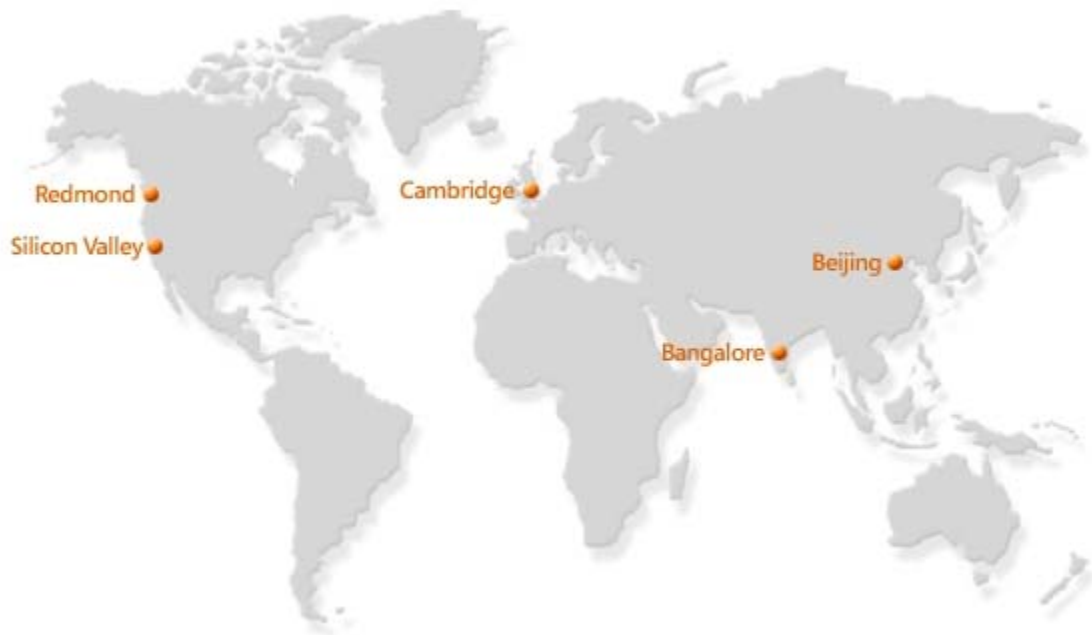 Redmond
Cambridge
Silicon Valley
Beijing
Bangalore